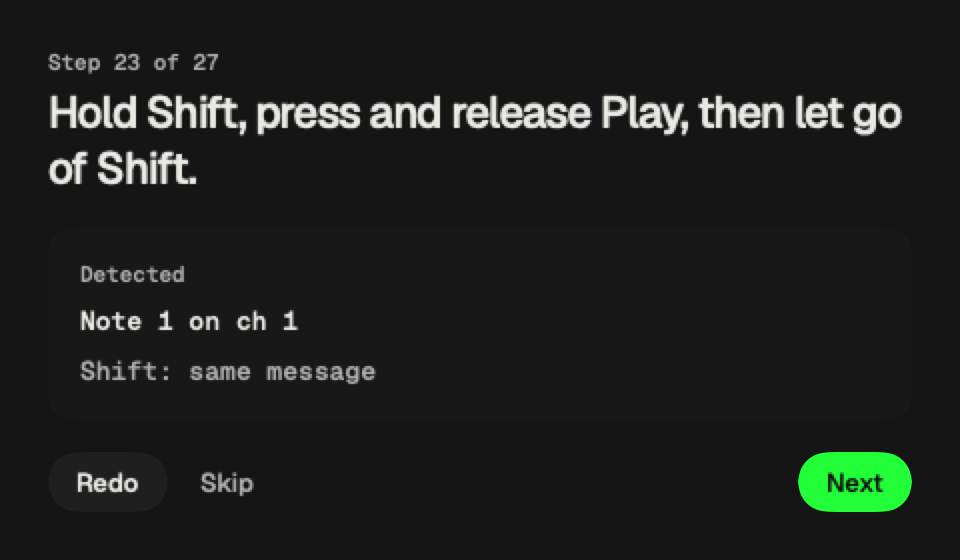 Step 23 of 27
Hold Shift, press and release Play, then let go
of Shift.
Detected
Note 1 on ch 1
Shift: same message
Redo
Skip
Next